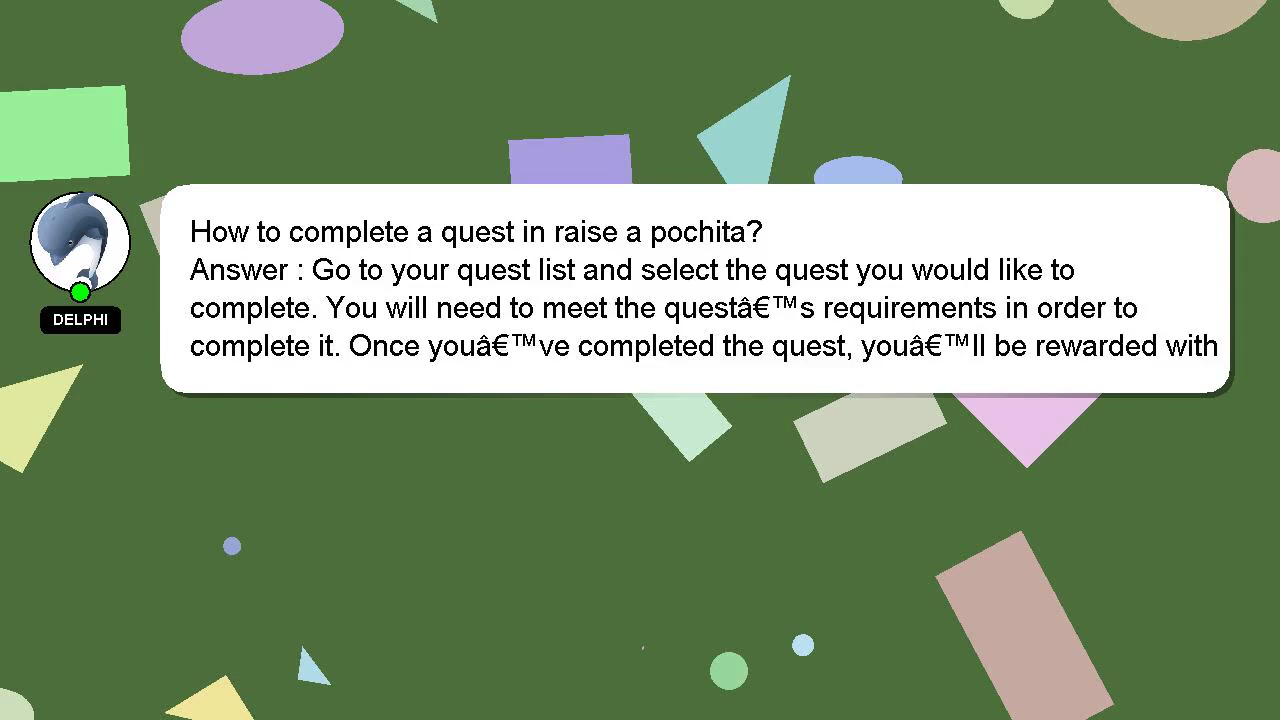 How to complete a quest in raise a pochita?
Answer : Go to your quest list and select the quest you would like to
complete. You will need to meet the questâ€™s requirements in order to
complete it. Once youâ€™ve completed the quest, youâ€™ll be rewarded with
DELPHI